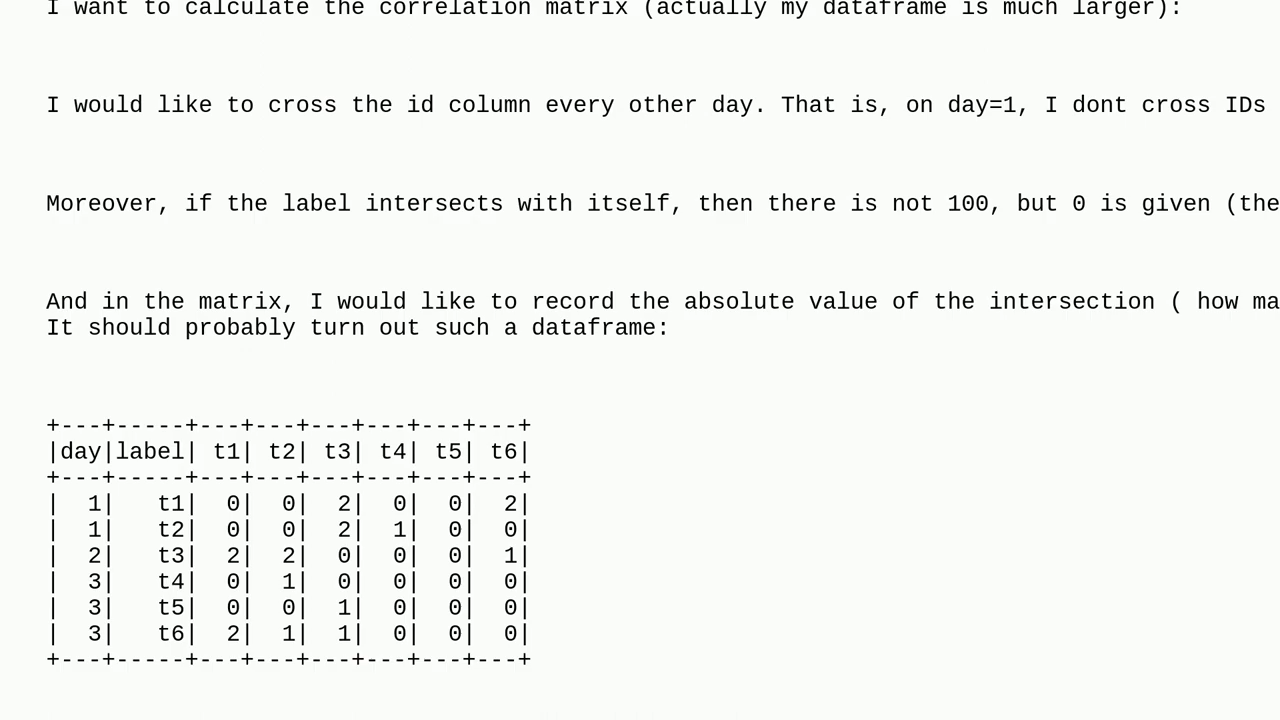 I want to calculate the correlation matrix (actually my dataframe is much larger):
I would like to cross the id column every other day. That is, on day=1, I dont cross IDs
Moreover, if the label intersects with itself, then there is not 100, but 0 is given (the
And in the matrix, I would like to record the absolute value of the intersection ( how ma
It should probably turn out such a dataframe:
+---+-----+---+---+---+---+---+---+
|day|label| t1| t2| t3| t4| t5| t6|
+---+-----+---+---+---+---+---+---+
|  1|   t1|  0|  0|  2|  0|  0|  2|
|  1|   t2|  0|  0|  2|  1|  0|  0|
|  2|   t3|  2|  2|  0|  0|  0|  1|
|  3|   t4|  0|  1|  0|  0|  0|  0|
|  3|   t5|  0|  0|  1|  0|  0|  0|
|  3|   t6|  2|  1|  1|  0|  0|  0|
+---+-----+---+---+---+---+---+---+